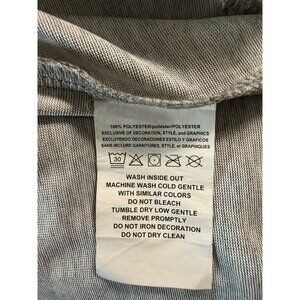 100% POLYESTER/poliéster/POLYESTER
EXCLUSIVE OF DECORATION, STYLE, and GRAPHICS
EXCLUYENDO DECORACIONES ESTILO Y GRAFICOS
SANS INCLUIRE GARNITURES, STYLE, et GRAPHIQUES
30
WASH INSIDE OUT
MACHINE WASH COLD GENTLE
WITH SIMILAR COLORS
DO NOT BLEACH
TUMBLE DRY LOW GENTLE
REMOVE PROMPTLY
DO NOT IRON DECORATION
DO NOT DRY CLEAN